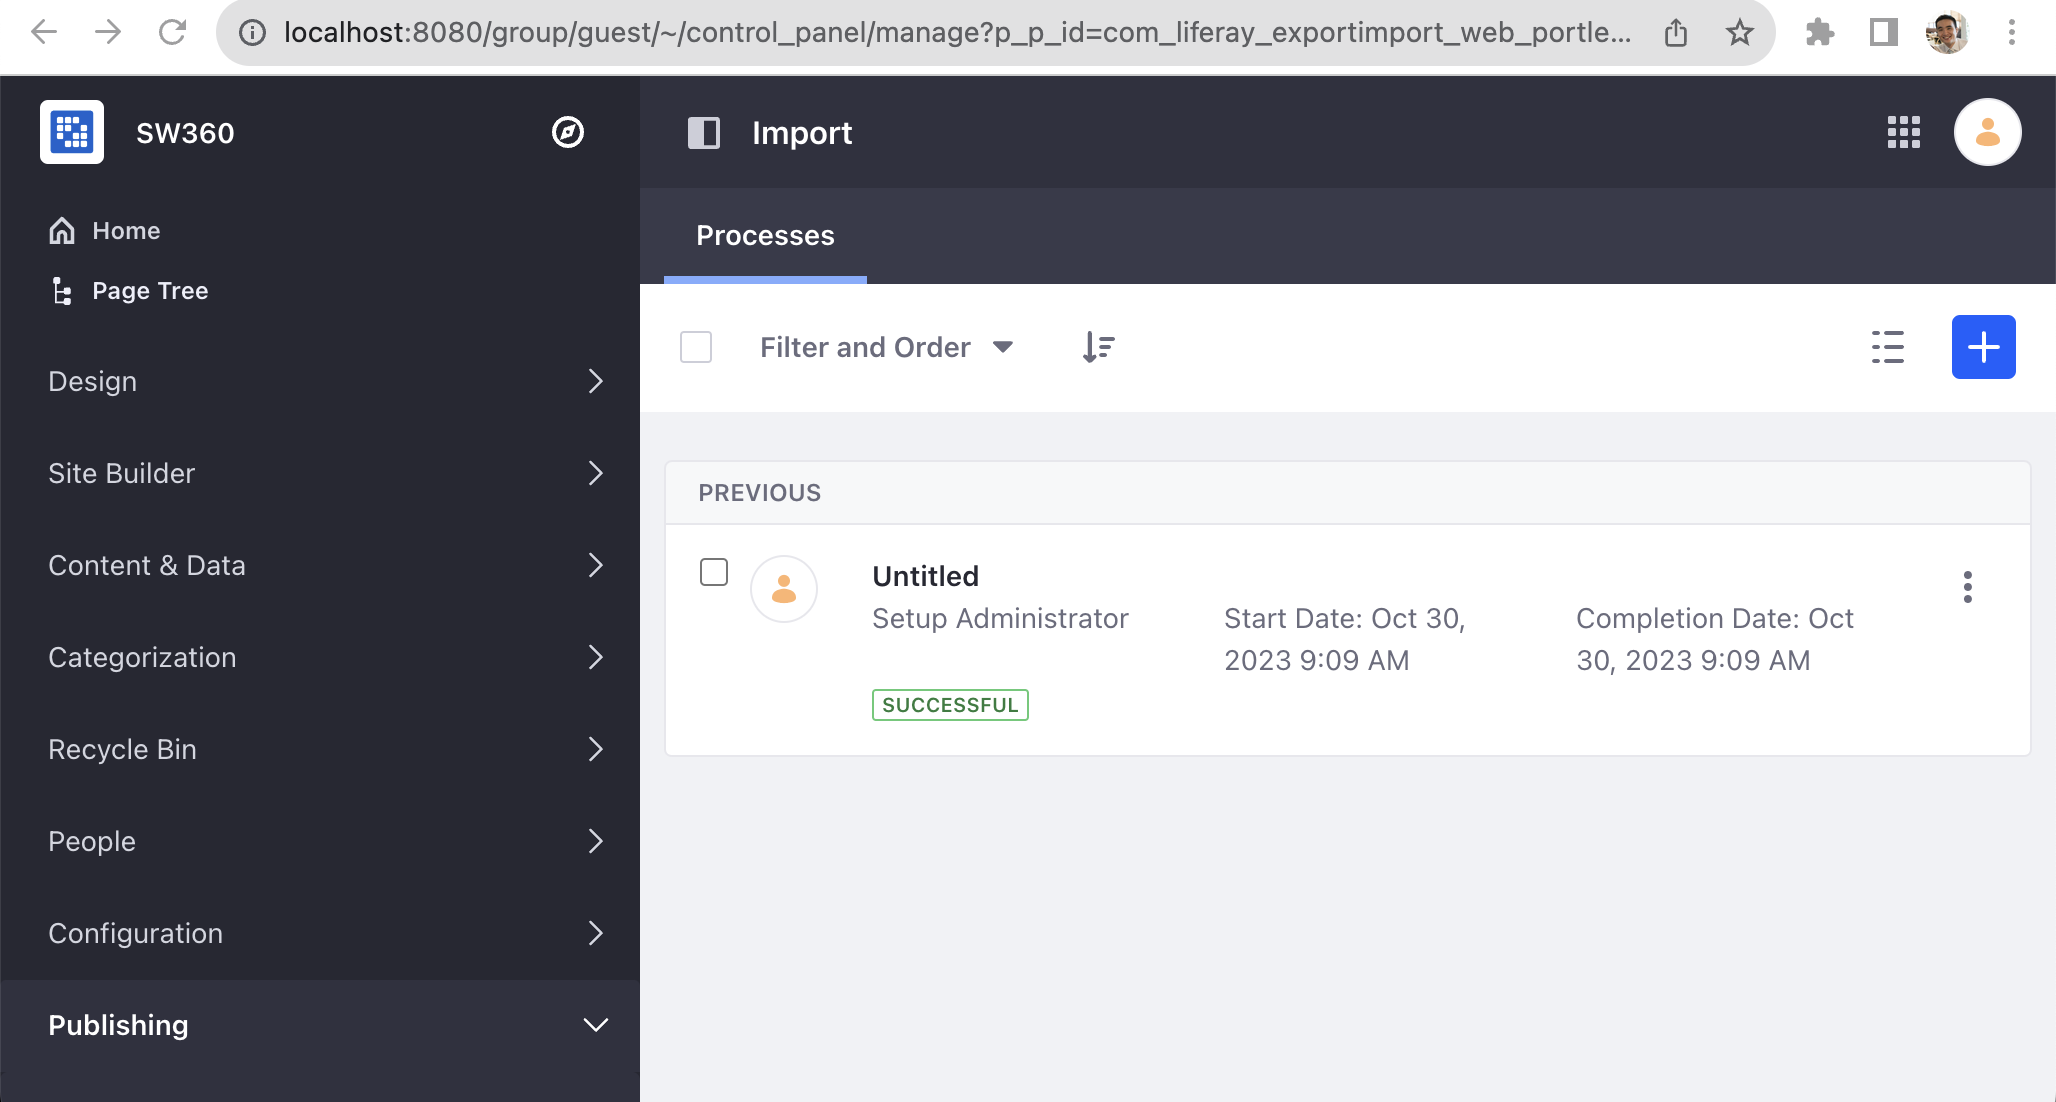 localhost:8080/group/guest/~/control_panel/manage?p_p_id=com_liferay_exportimport_web_portle...
SW360
Import
Home
Page Tree
Processes
Design
Filter and Order
Site Builder
PREVIOUS
Content & Data
Untitled
Setup Administrator
Start Date: Oct 30,
2023 9:09 AM
Completion Date: Oct
30, 2023 9:09 AM
SUCCESSFUL
Categorization
Recycle Bin
People
Configuration
Publishing